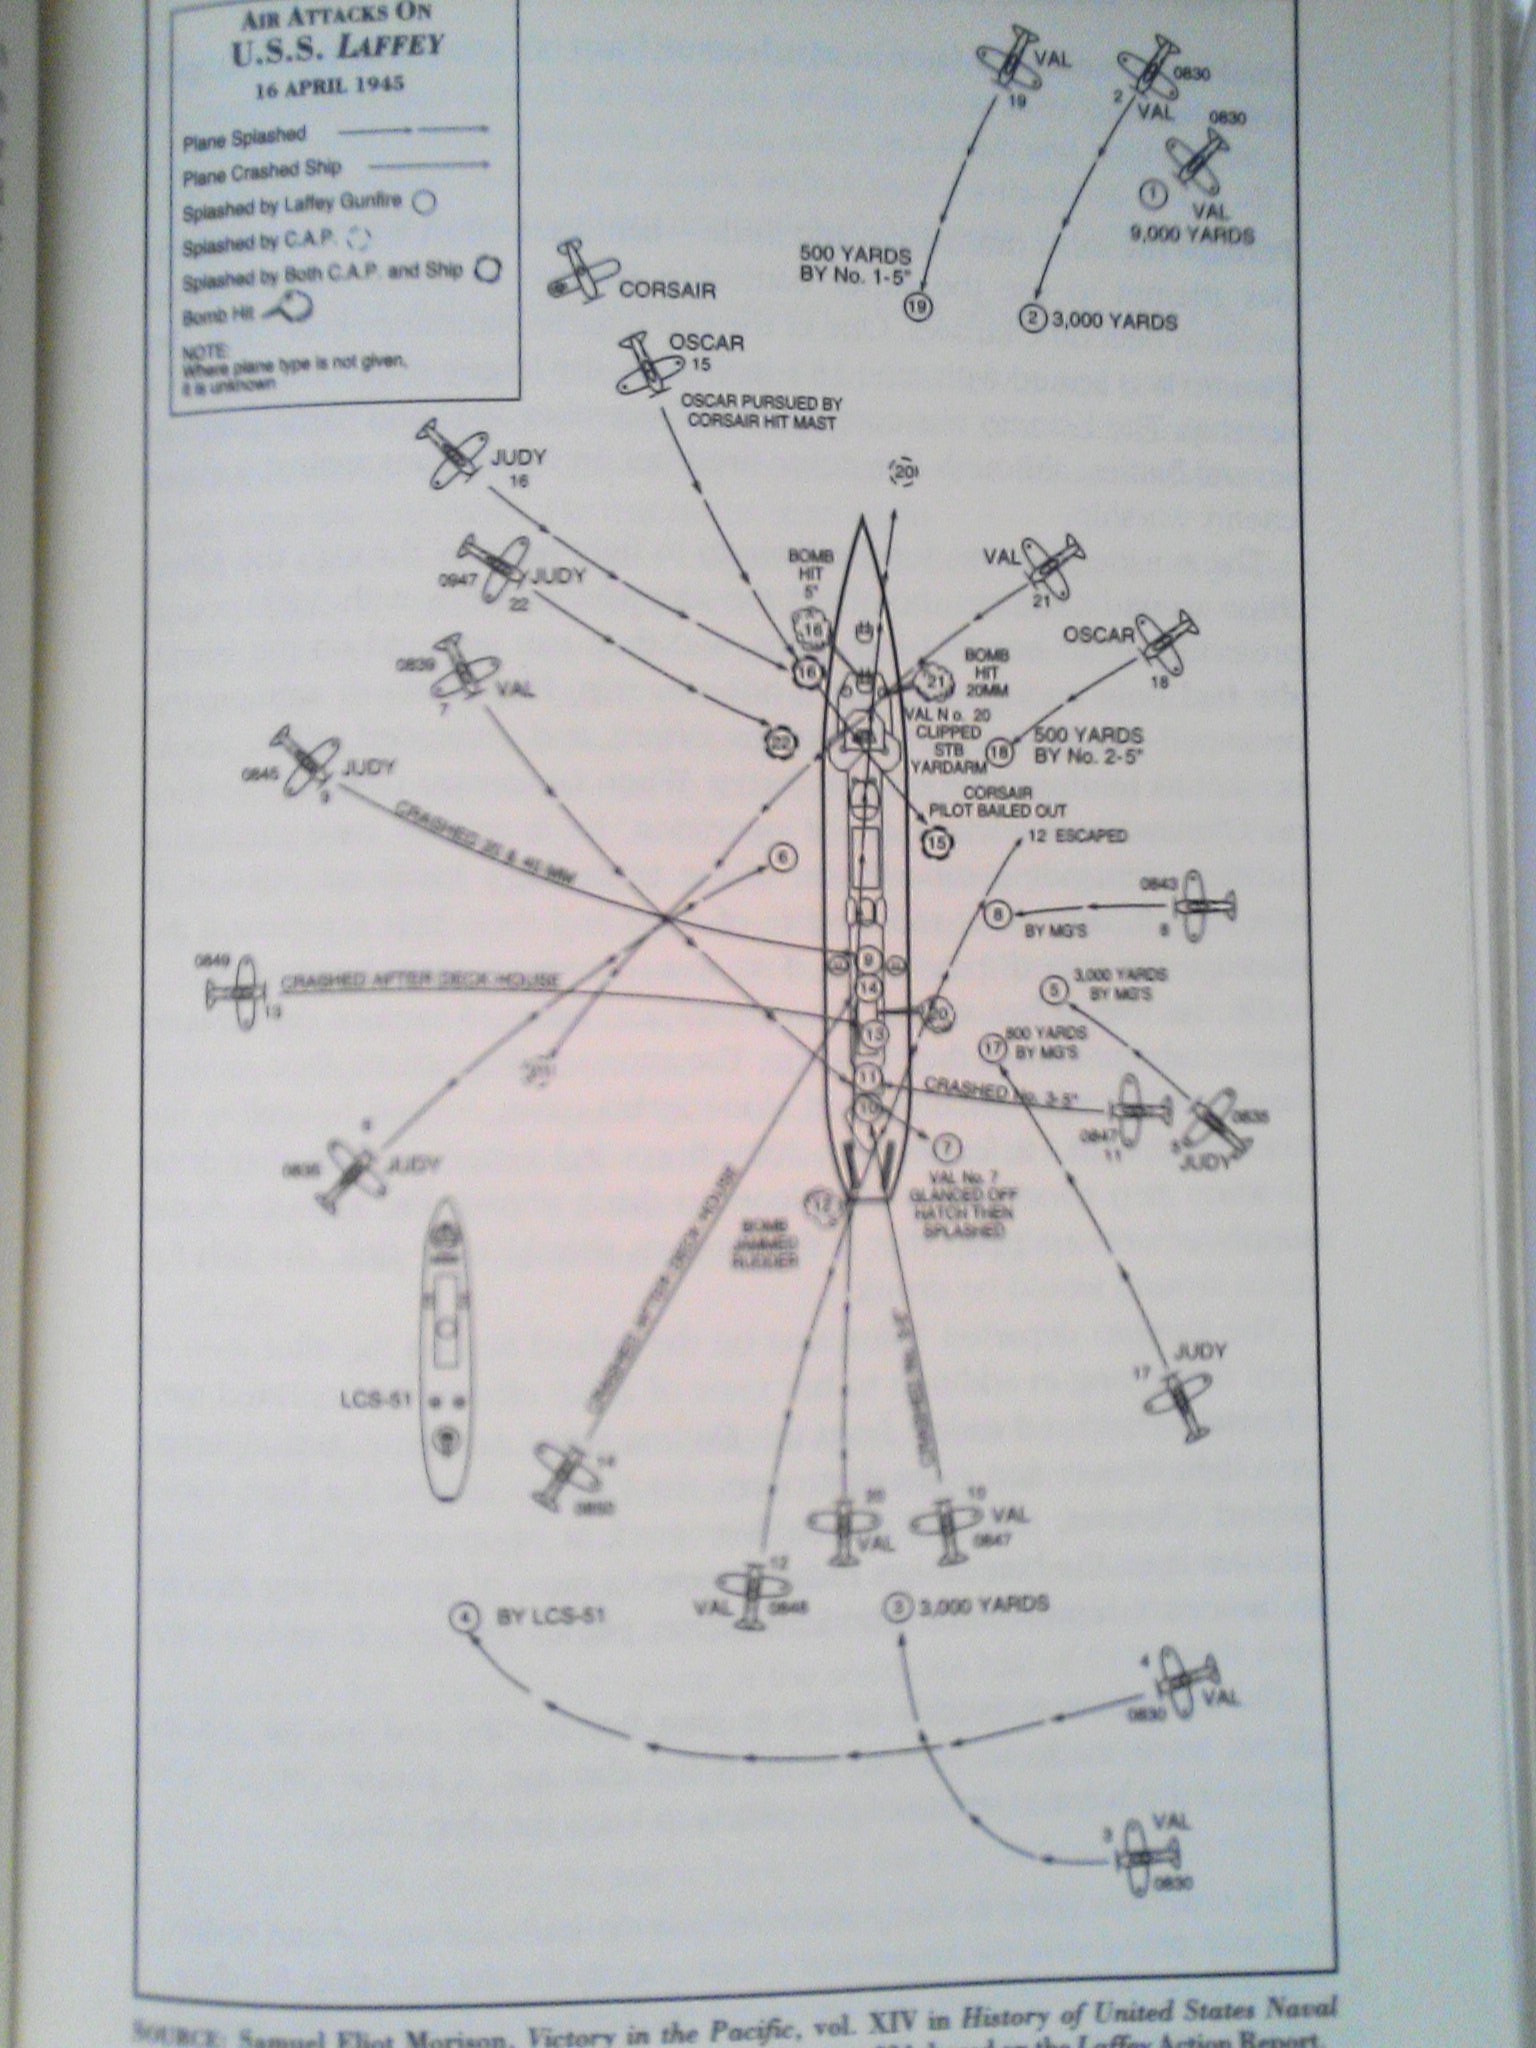 AIR ATTACKS ON
U.S.S. LAFFEY
16 APRIL 1945
Plane Splashed
Plane Crashed Ship
Splashed by Laffey Gunfire
Splashed by C.A.P.
Splashed by Both C.A.P. and Ship
Bomb Hit
NOTE:
Where plane type is not given,
it is unknown
VAL
19
0830
2
VAL
0830
1
VAL
9,000 YARDS
500 YARDS
BY No. 1-5"
19
2 3,000 YARDS
CORSAIR
OSCAR
15
OSCAR PURSUED BY
CORSAIR HIT MAST
JUDY
16
20
0947
JUDY
22
BOMB
HIT
5"
16
16
VAL
21
OSCAR
18
BOMB
HIT
20MM
21
0839
VAL
7
22
VAL No. 20
CLIPPED
STB
YARDARM
18
500 YARDS
BY No. 2-5"
0845
JUDY
9
CRASHED 20 & 40 MM
CORSAIR
PILOT BAILED OUT
15
12 ESCAPED
6
0843
8
8
BY MG'S
9
0849
13
CRASHED AFTER DECK HOUSE
14
5
3,000 YARDS
BY MG'S
20
13
17
800 YARDS
BY MG'S
21
11
CRASHED No. 3-5"
0847
11
0835
5
JUDY
10
7
VAL No. 7
GLANCED OFF
HATCH THEN
SPLASHED
6
JUDY
12
BOMB
JAMMED
RUDDER
CRASHED AFTER DECK HOUSE
LCS-51
JUDY
17
14
20
VAL
10
VAL
0847
12
VAL
0848
4 BY LCS-51
3 3,000 YARDS
4
0830
VAL
3
VAL
0830
SOURCE: Samuel Eliot Morison, Victory in the Pacific, vol. XIV in History of United States Naval
based on the Laffey Action Report.